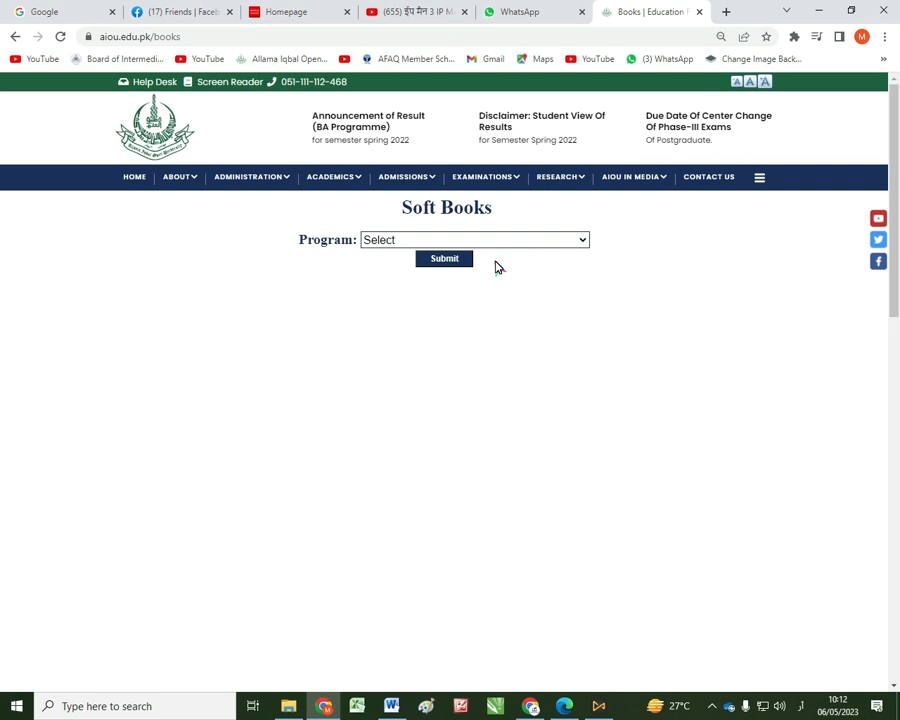 Google
(17) Friends | Faceb
Homepage
(655) ईप मैन 3 IP MA
WhatsApp
Books | Education F
aiou.edu.pk/books
M
YouTube
Board of Intermedi...
YouTube
Allama Iqbal Open...
AFAQ Member Sch...
Gmail
Maps
YouTube
(3) WhatsApp
Change Image Back...
Help Desk
Screen Reader
051-111-112-468
A
A
A
Announcement of Result
(BA Programme)
for semester spring 2022
Disclaimer: Student View Of
Results
for Semester Spring 2022
Due Date Of Center Change
Of Phase-III Exams
Of Postgraduate.
HOME
ABOUT
ADMINISTRATION
ACADEMICS
ADMISSIONS
EXAMINATIONS
RESEARCH
AIOU IN MEDIA
CONTACT US
Soft Books
Program: Select
Submit
Type here to search
27°C
10:12
06/05/2023